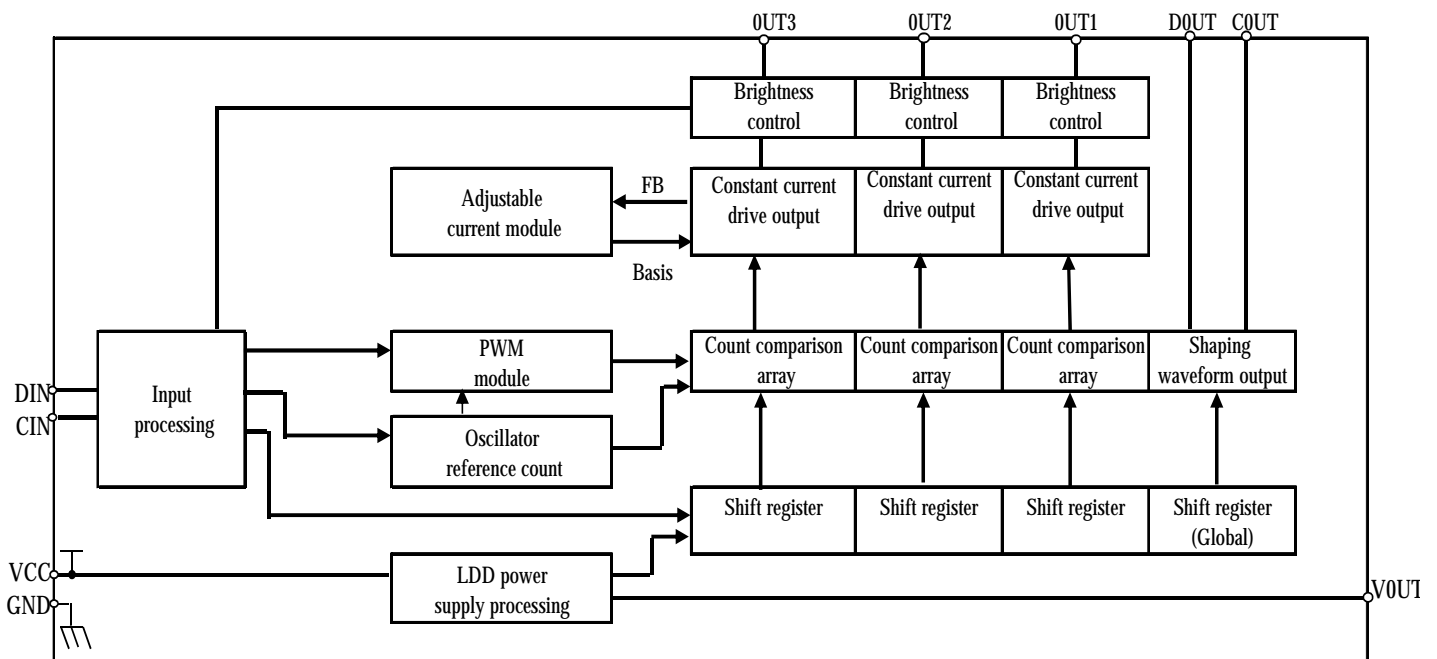 0UT3 0UT2 0UT1 D0UT C0UT
Brightness control
Brightness control
Brightness control
Adjustable current module
FB
Basis
Constant current drive output
Constant current drive output
Constant current drive output
DIN
CIN
Input processing
PWM module
Oscillator reference count
Count comparison array
Count comparison array
Count comparison array
Shaping waveform output
Shift register
Shift register
Shift register
Shift register (Global)
VCC
GND
LDD power supply processing
V0UT